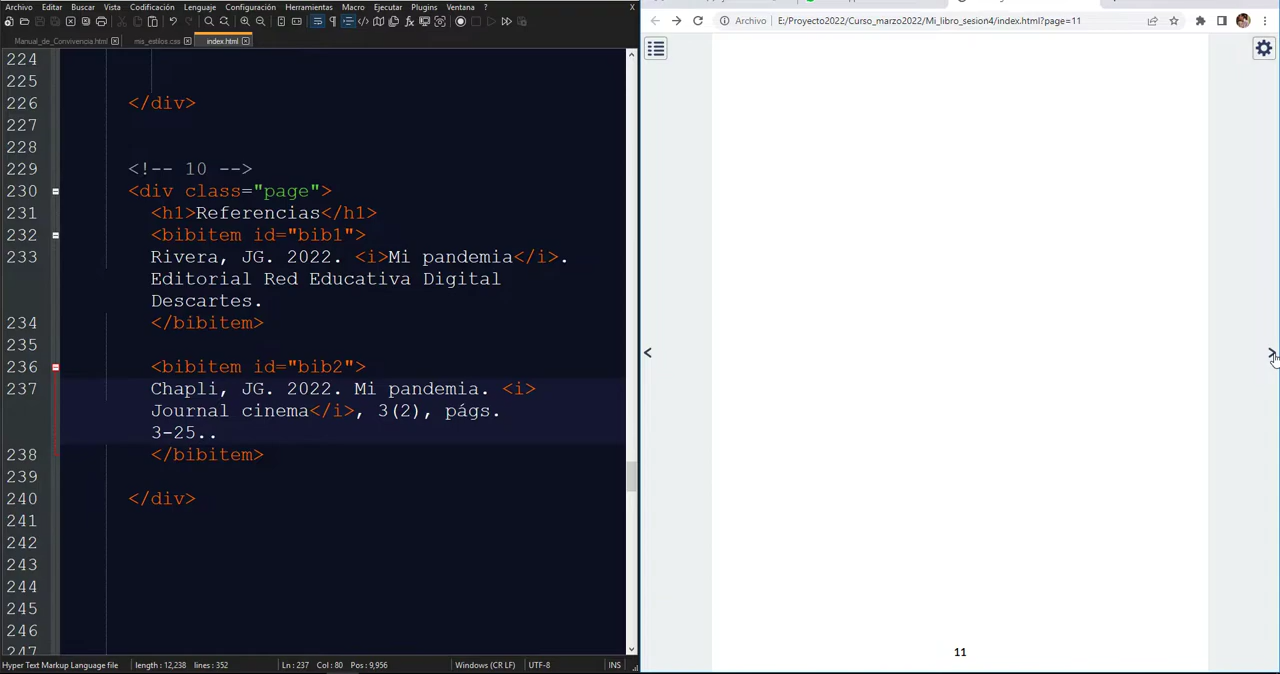 Archivo Editar Buscar Vista Codificación Lenguaje Configuración Herramientas Macro Ejecutar Plugins Ventana ? X
Manual_de_Convivencia.html mis_estilos.css index.html
224
225
226 </div>
227
228
229 <!-- 10 -->
230 <div class="page">
231 <h1>Referencias</h1>
232 <bibitem id="bib1">
233 Rivera, JG. 2022. <i>Mi pandemia</i>.
Editorial Red Educativa Digital
Descartes.
234 </bibitem>
235
236 <bibitem id="bib2">
237 Chapli, JG. 2022. Mi pandemia. <i>
Journal cinema</i>, 3(2), págs.
3-25..
238 </bibitem>
239
240 </div>
241
242
243
244
245
246
247
Hyper Text Markup Language file length : 12,238 lines : 352 Ln : 237 Col : 80 Pos : 9,956 Windows (CR LF) UTF-8 INS
Archivo E:/Proyecto2022/Curso_marzo2022/Mi_libro_sesion4/index.html?page=11
11